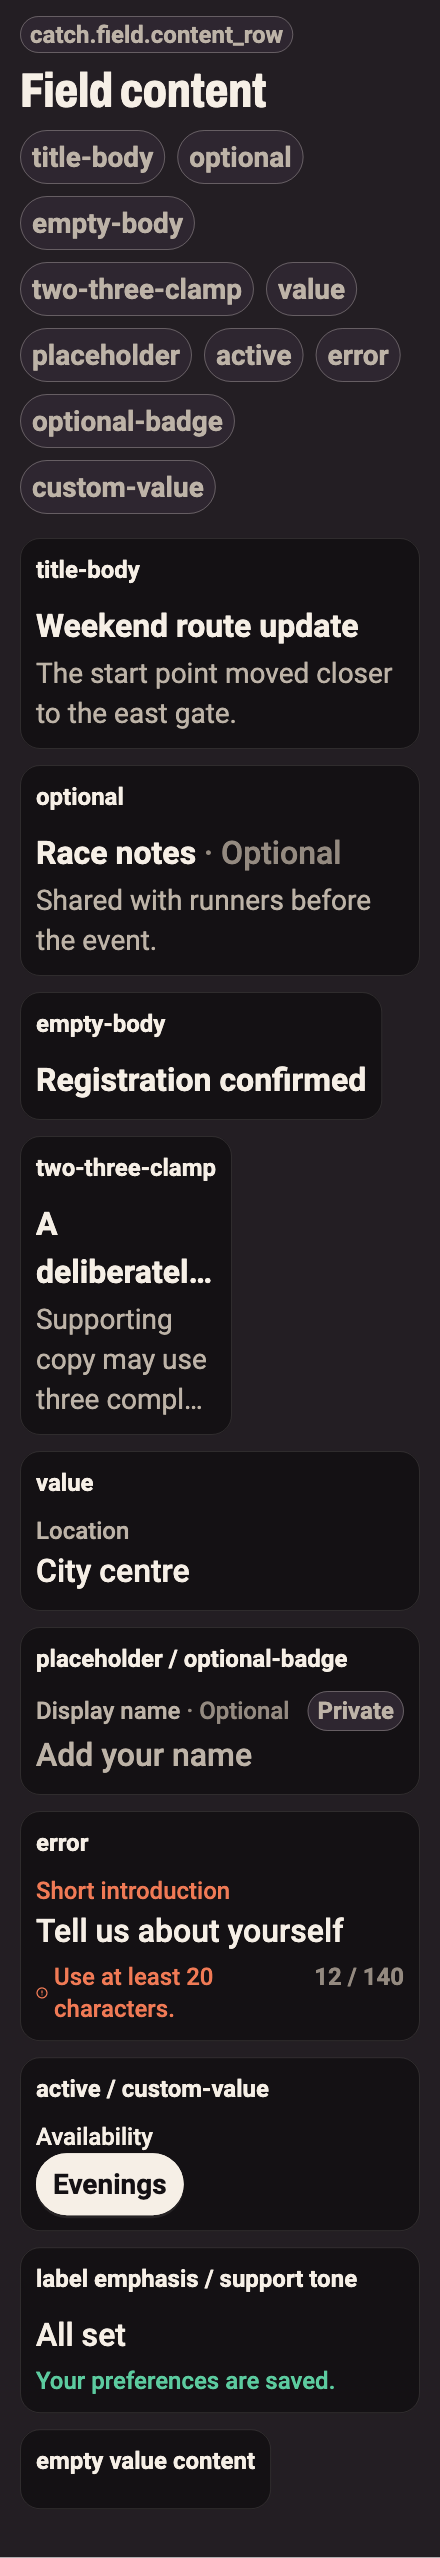 catch.field.content_row
Field content
title-body optional
empty-body
two-three-clamp value
placeholder active error
optional-badge
custom-value
title-body
Weekend route update
The start point moved closer
to the east gate.
optional
Race notes · Optional
Shared with runners before
the event.
empty-body
Registration confirmed
two-three-clamp
A
deliberatel...
Supporting
copy may use
three compl...
value
Location
City centre
placeholder / optional-badge
Display name · Optional Private
Add your name
error
Short introduction
Tell us about yourself
Use at least 20 12 / 140
characters.
active / custom-value
Availability
Evenings
label emphasis / support tone
All set
Your preferences are saved.
empty value content